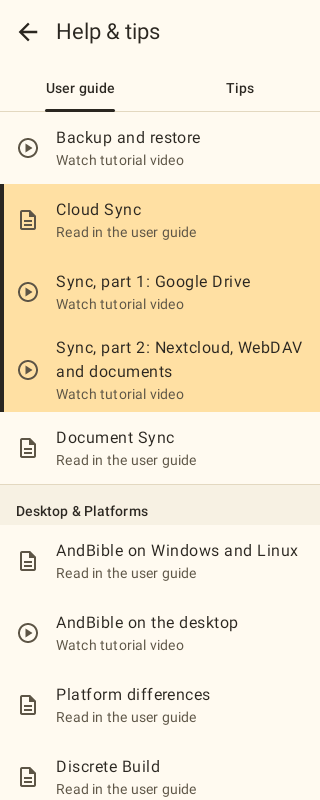 Help & tips
User guide
Tips
Backup and restore
Watch tutorial video
Cloud Sync
Read in the user guide
Sync, part 1: Google Drive
Watch tutorial video
Sync, part 2: Nextcloud, WebDAV
and documents
Watch tutorial video
Document Sync
Read in the user guide
Desktop & Platforms
AndBible on Windows and Linux
Read in the user guide
AndBible on the desktop
Watch tutorial video
Platform differences
Read in the user guide
Discrete Build
Read in the user guide